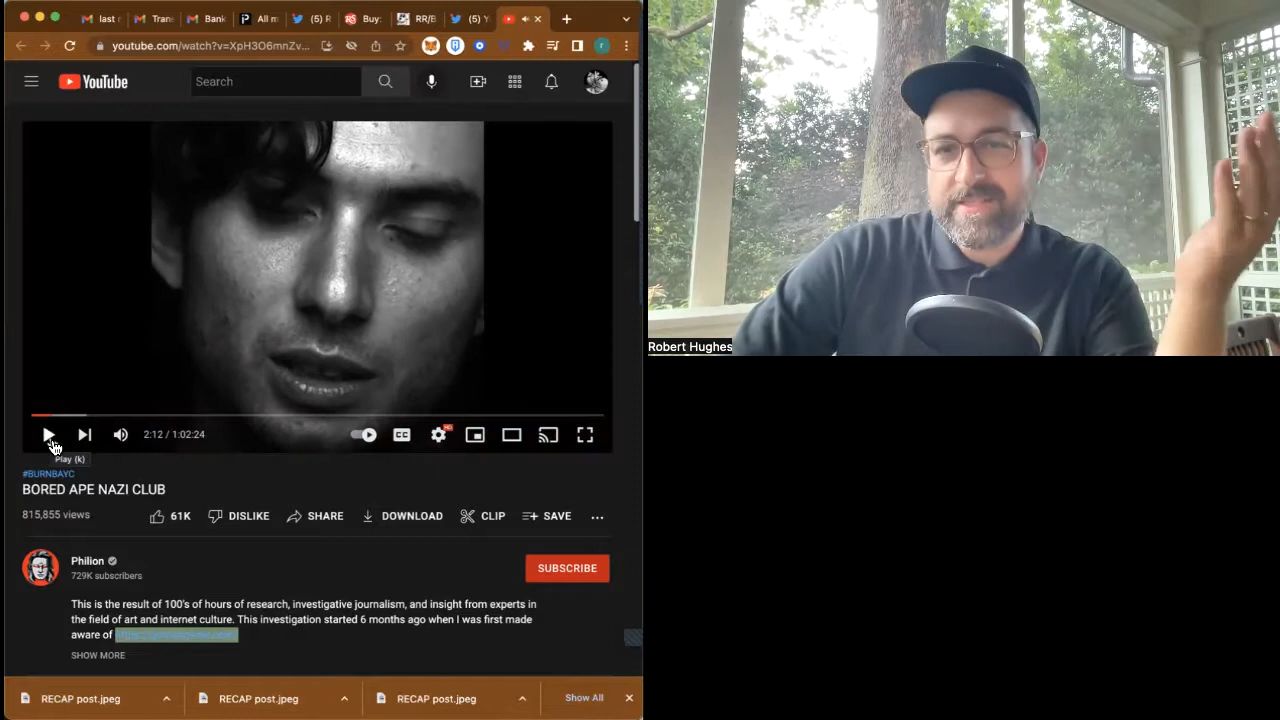 last
Trans
Bank
All m
(5) R
Buy:
RR/B
(5) Y
youtube.com/watch?v=XpH3O6mnZv...
r
YouTube
Search
2:12 / 1:02:24
CC
HD
Play (k)
#BURNBAYC
BORED APE NAZI CLUB
815,855 views
61K
DISLIKE
SHARE
DOWNLOAD
CLIP
SAVE
Philion
729K subscribers
SUBSCRIBE
This is the result of 100's of hours of research, investigative journalism, and insight from experts in
the field of art and internet culture. This investigation started 6 months ago when I was first made
aware of
SHOW MORE
RECAP post.jpeg
RECAP post.jpeg
RECAP post.jpeg
Show All
Robert Hughes